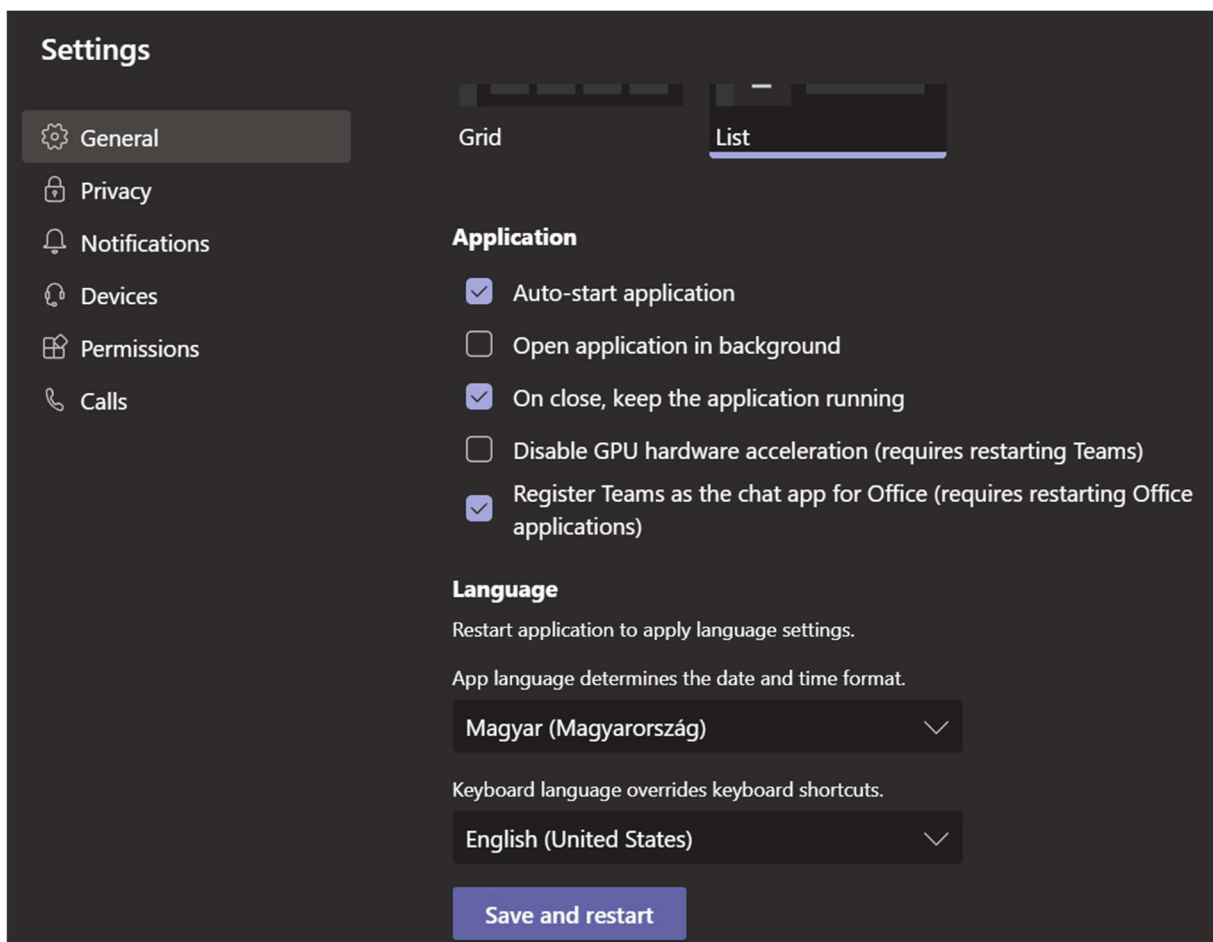 Settings
General
Privacy
Notifications
Devices
Permissions
Calls
Grid
List
Application
Auto-start application
Open application in background
On close, keep the application running
Disable GPU hardware acceleration (requires restarting Teams)
Register Teams as the chat app for Office (requires restarting Office
applications)
Language
Restart application to apply language settings.
App language determines the date and time format.
Magyar (Magyarország)
Keyboard language overrides keyboard shortcuts.
English (United States)
Save and restart